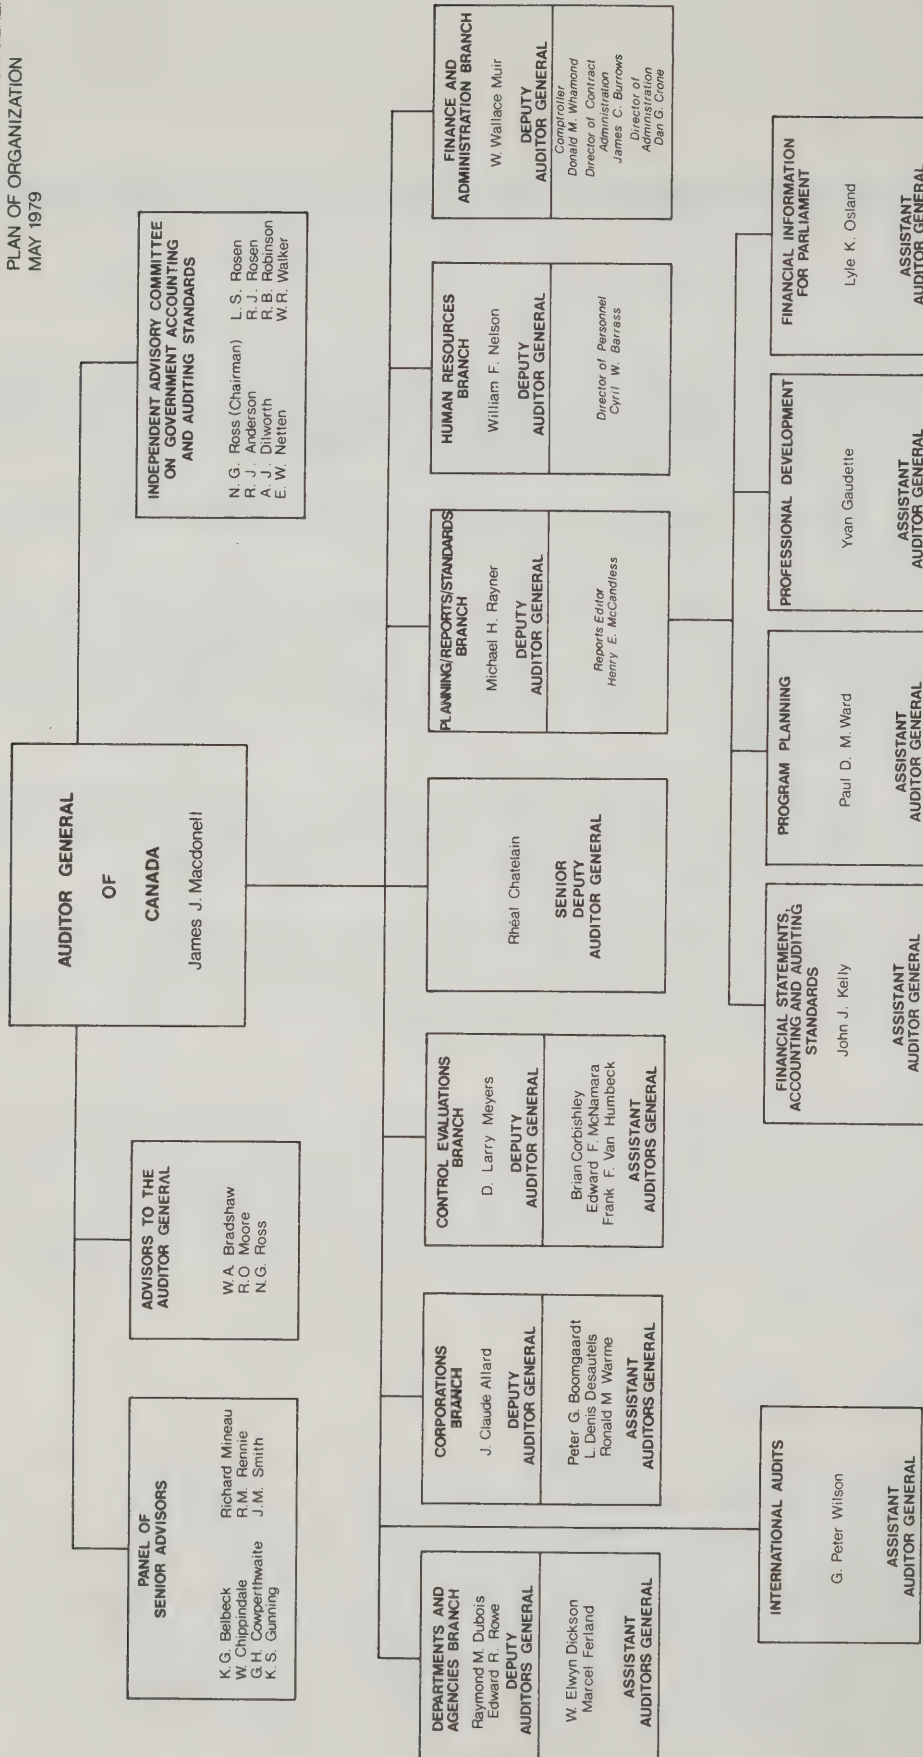 PLAN OF ORGANIZATION
MAY 1979
AUDITOR GENERAL
OF
CANADA
James J. Macdonell
PANEL OF
SENIOR ADVISORS
K.G. Belbeck Richard Mineau
W. Chippindale R.M. Rennie
G.H. Cowperthwaite J.M. Smith
K.S. Gunning
ADVISORS TO THE
AUDITOR GENERAL
W.A. Bradshaw
R.O Moore
N.G. Ross
INDEPENDENT ADVISORY COMMITTEE
ON GOVERNMENT ACCOUNTING
AND AUDITING STANDARDS
N. G. Ross (Chairman) L. S. Rosen
R. J. Anderson R. J. Rosen
A. J. Dilworth R. B. Robinson
E. W. Netten W. R. Walker
DEPARTMENTS AND
AGENCIES BRANCH
Raymond M. Dubois
Edward R. Rowe
DEPUTY
AUDITORS GENERAL
W. Elwyn Dickson
Marcel Ferland
ASSISTANT
AUDITORS GENERAL
CORPORATIONS
BRANCH
J. Claude Allard
DEPUTY
AUDITOR GENERAL
Peter G. Boomgaardt
L. Denis Desautels
Ronald M Warme
ASSISTANT
AUDITORS GENERAL
CONTROL EVALUATIONS
BRANCH
D. Larry Meyers
DEPUTY
AUDITOR GENERAL
Brian Corbishley
Edward F. McNamara
Frank F. Van Humbeck
ASSISTANT
AUDITORS GENERAL
Rhéal Chatelain
SENIOR
DEPUTY
AUDITOR GENERAL
PLANNING/REPORTS/STANDARDS
BRANCH
Michael H. Rayner
DEPUTY
AUDITOR GENERAL
Reports Editor
Henry E. McCandless
HUMAN RESOURCES
BRANCH
William F. Nelson
DEPUTY
AUDITOR GENERAL
Director of Personnel
Cyril W. Barrass
FINANCE AND
ADMINISTRATION BRANCH
W. Wallace Muir
DEPUTY
AUDITOR GENERAL
Comptroller
Donald M. Whamond
Director of Contract
Administration
James C. Burrows
Director of
Administration
Dan G. Crone
INTERNATIONAL AUDITS
G. Peter Wilson
ASSISTANT
AUDITOR GENERAL
FINANCIAL STATEMENTS,
ACCOUNTING AND AUDITING
STANDARDS
John J. Kelly
ASSISTANT
AUDITOR GENERAL
PROGRAM PLANNING
Paul D. M. Ward
ASSISTANT
AUDITOR GENERAL
PROFESSIONAL DEVELOPMENT
Yvan Gaudette
ASSISTANT
AUDITOR GENERAL
FINANCIAL INFORMATION
FOR PARLIAMENT
Lyle K. Osland
ASSISTANT
AUDITOR GENERAL